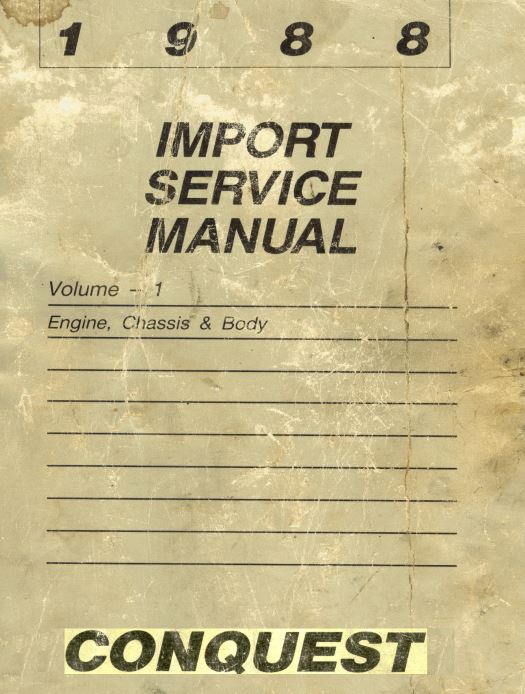 1 9 8 8
IMPORT
SERVICE
MANUAL
Volume - 1
Engine, Chassis & Body
CONQUEST